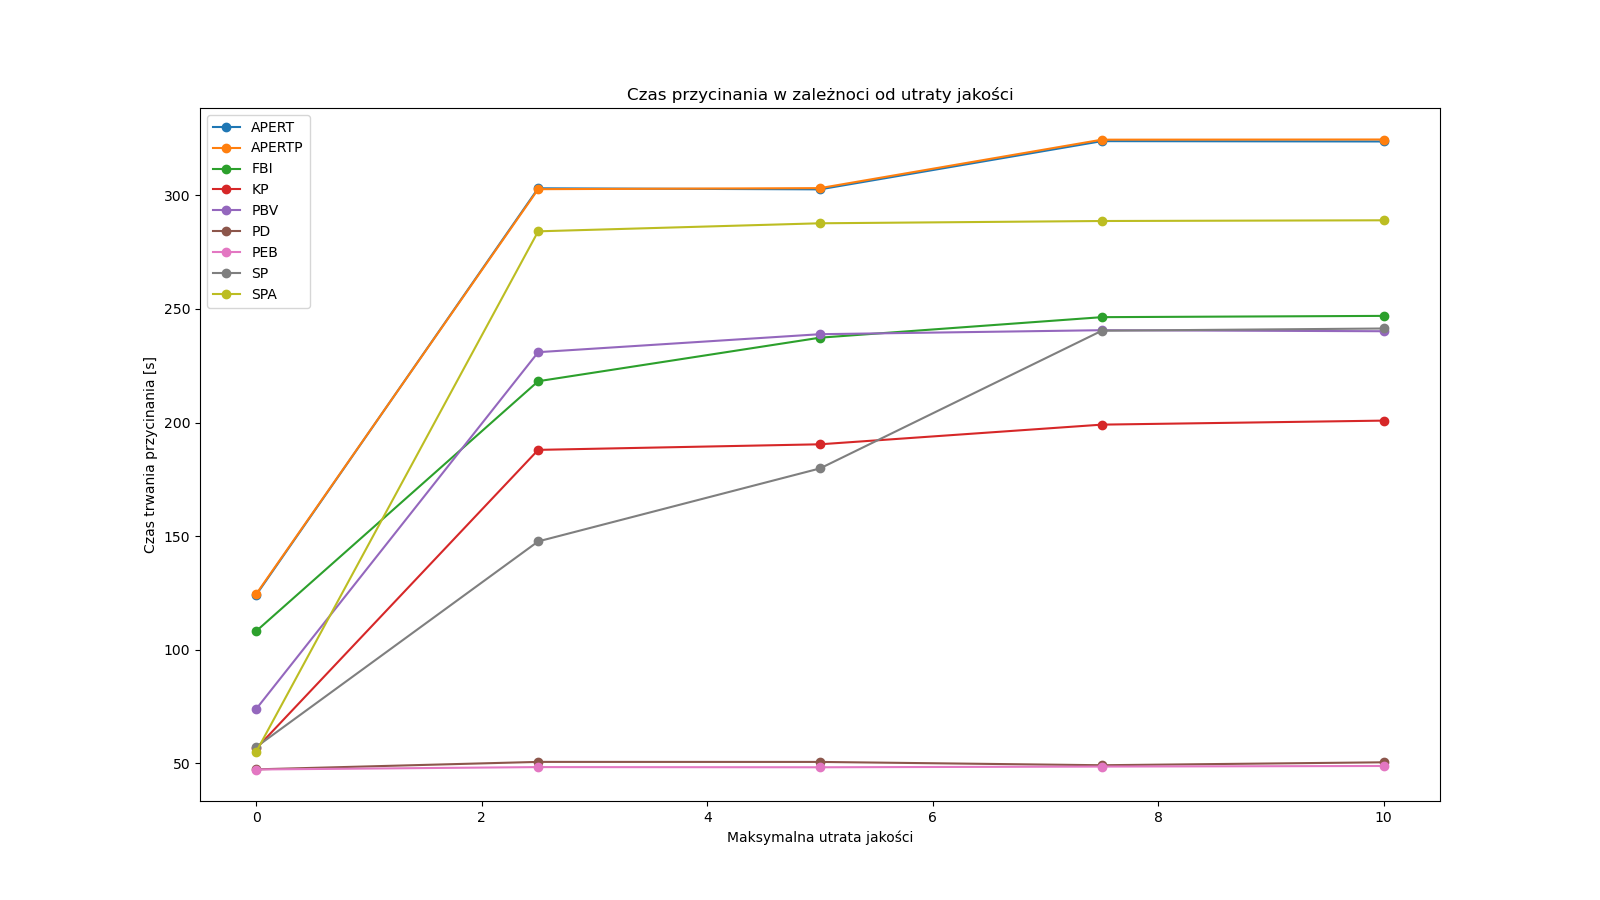 Czas przycinania w zależnoci od utraty jakości
APERT
APERTP
FBI
KP
PBV
PD
PEB
SP
SPA
300
250
200
150
100
50
Czas trwania przycinania [s]
0
2
4
6
8
10
Maksymalna utrata jakości